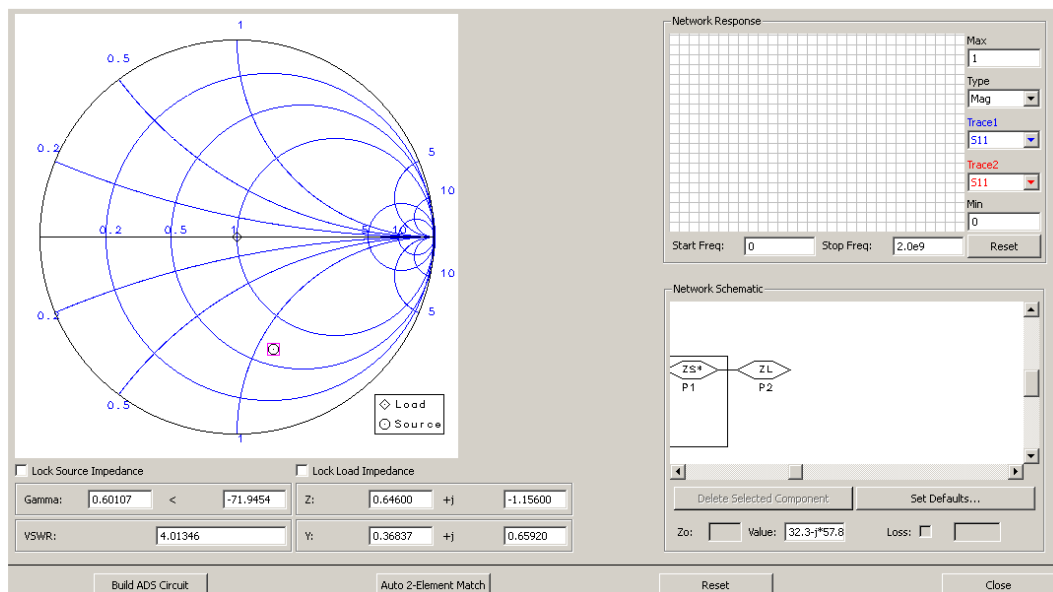 1
0.5
0.2
5
10
0.2 0.5 1 5 10
10
5
0.2
0.5
1
Load
Source
Network Response
Max
1
Type
Mag
Trace1
S11
Trace2
S11
Min
0
Start Freq: 0 Stop Freq: 2.0e9 Reset
Network Schematic
ZS* ZL
P1 P2
Delete Selected Component Set Defaults...
Zo: Value: 32.3-j*57.8 Loss:
Lock Source Impedance Lock Load Impedance
Gamma: 0.60107 < -71.9454 Z: 0.64600 +j -1.15600
VSWR: 4.01346 Y: 0.36837 +j 0.65920
Build ADS Circuit Auto 2-Element Match Reset Close